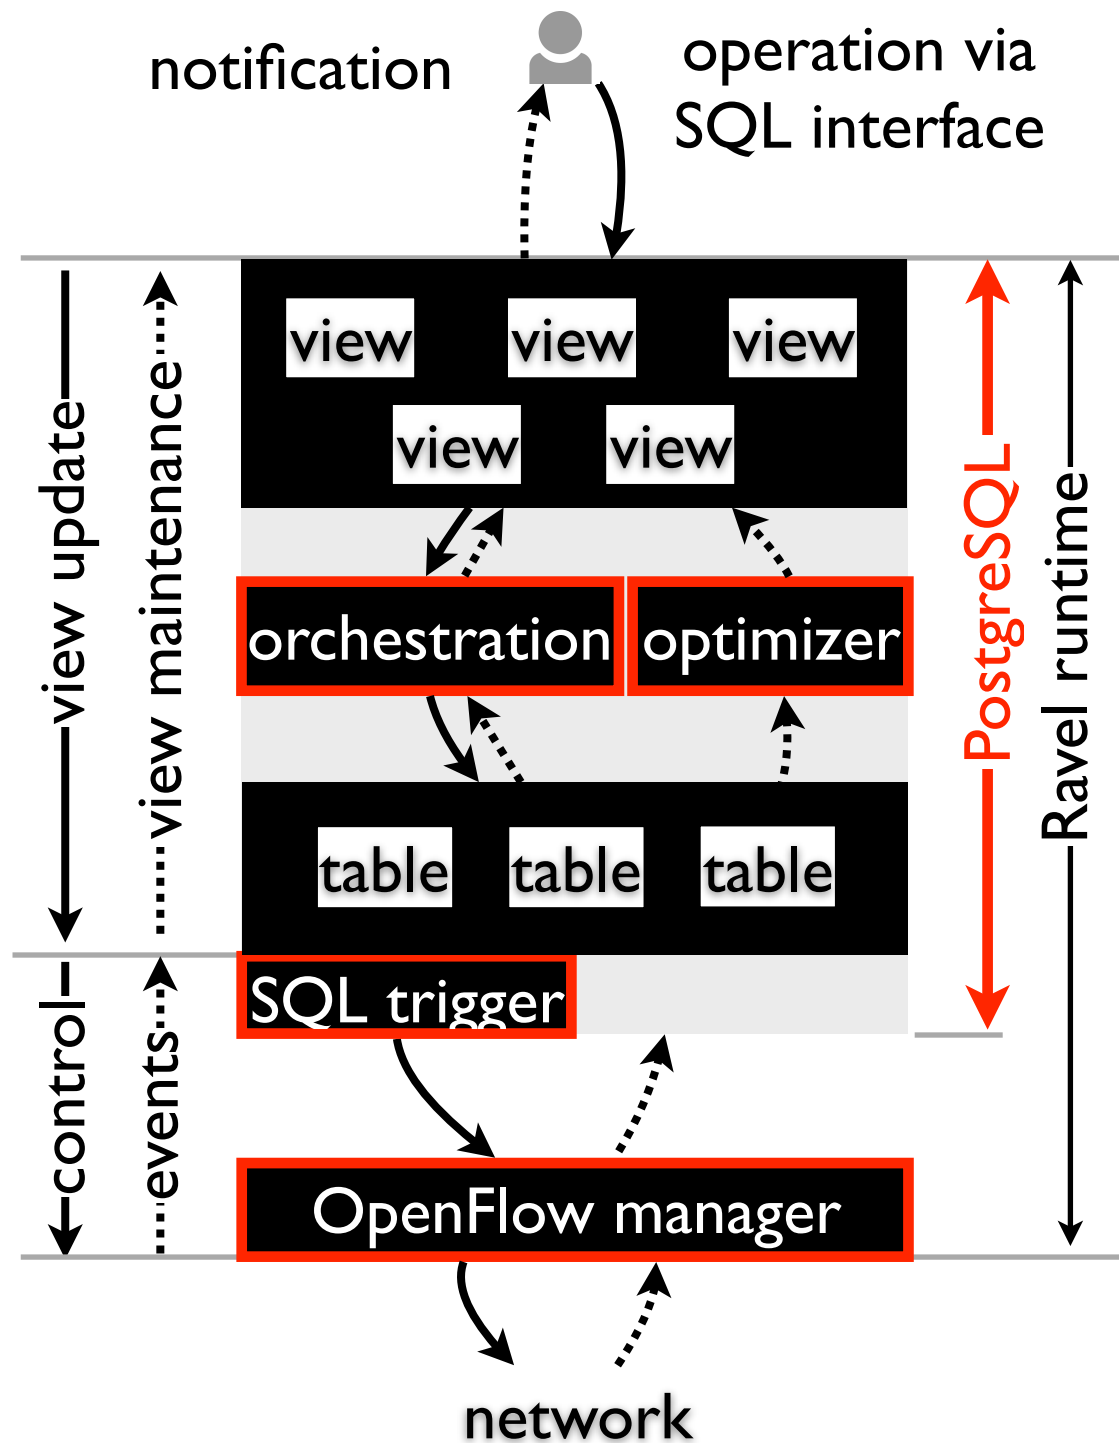 notification
operation via
SQL interface
view view view
view view
view update
view maintenance
PostgreSQL
Ravel runtime
orchestration optimizer
table table table
SQL trigger
control
events
OpenFlow manager
network